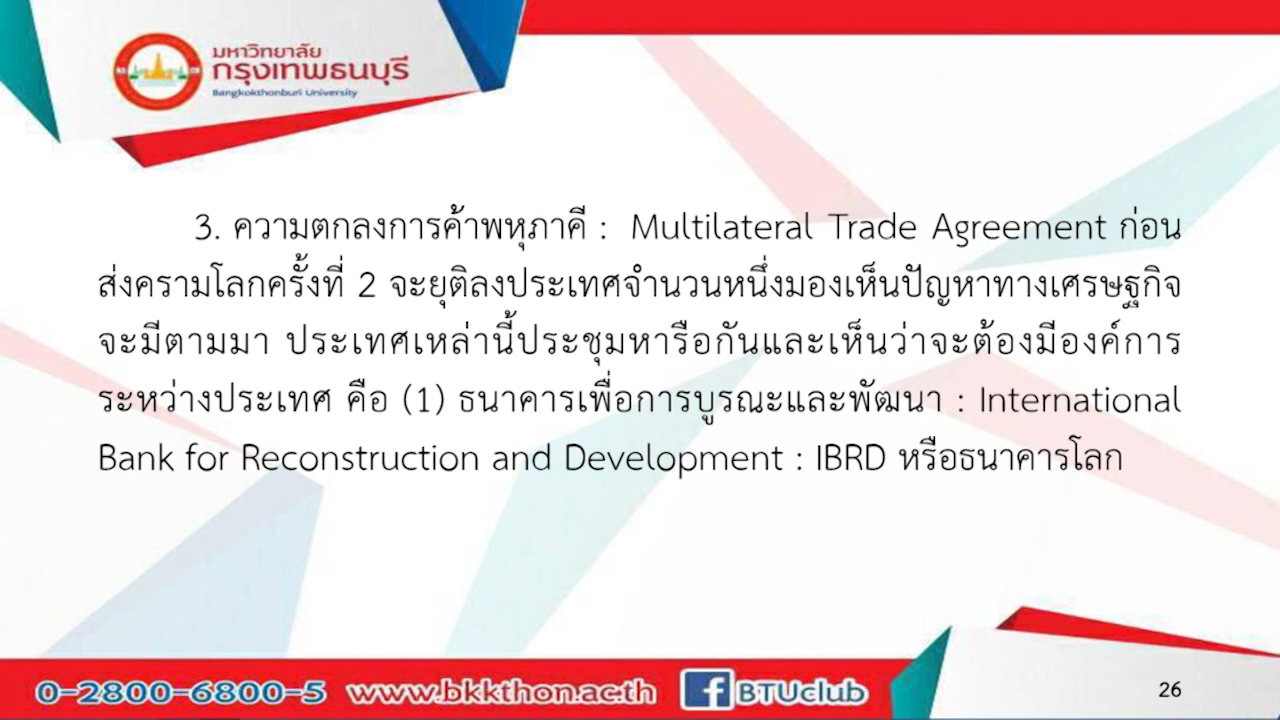 มหาวิทยาลัย
กรุงเทพธนบุรี
Bangkokthonburi University
3. ความตกลงการค้าพหุภาคี : Multilateral Trade Agreement ก่อน
ส่งครามโลกครั้งที่ 2 จะยุติลงประเทศจำนวนหนึ่งมองเห็นปัญหาทางเศรษฐกิจ
จะมีตามมา ประเทศเหล่านี้ประชุมหารือกันและเห็นว่าจะต้องมีองค์การ
ระหว่างประเทศ คือ (1) ธนาคารเพื่อการบูรณะและพัฒนา : International
Bank for Reconstruction and Development : IBRD หรือธนาคารโลก
0-2800-6800-5 www.bkkthon.ac.th f BTUclub
26